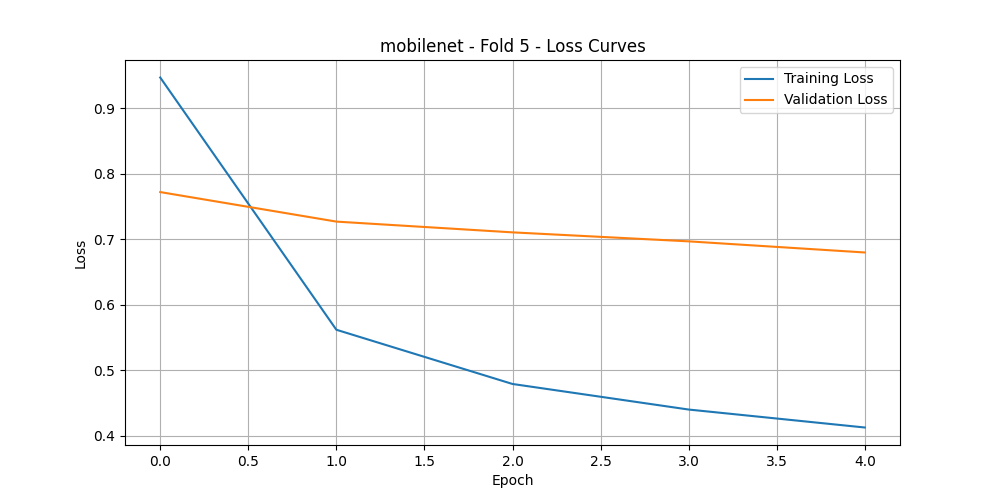 mobilenet - Fold 5 - Loss Curves
Training Loss
Validation Loss
Loss
0.9
0.8
0.7
0.6
0.5
0.4
0.0 0.5 1.0 1.5 2.0 2.5 3.0 3.5 4.0
Epoch